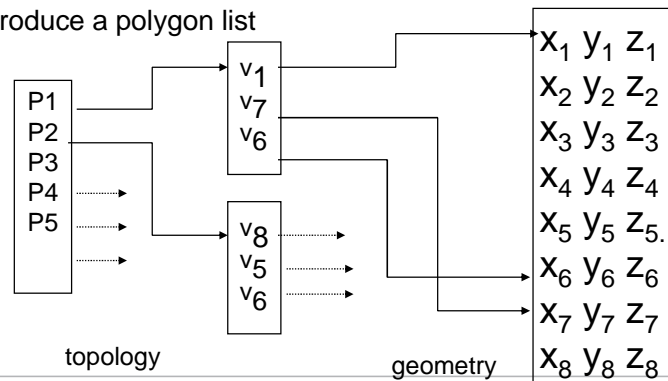 roduce a polygon list
P1
P2
P3
P4
P5
v1
v7
v6
v8
v5
v6
x1 y1 z1
x2 y2 z2
x3 y3 z3
x4 y4 z4
x5 y5 z5.
x6 y6 z6
x7 y7 z7
x8 y8 z8
topology
geometry